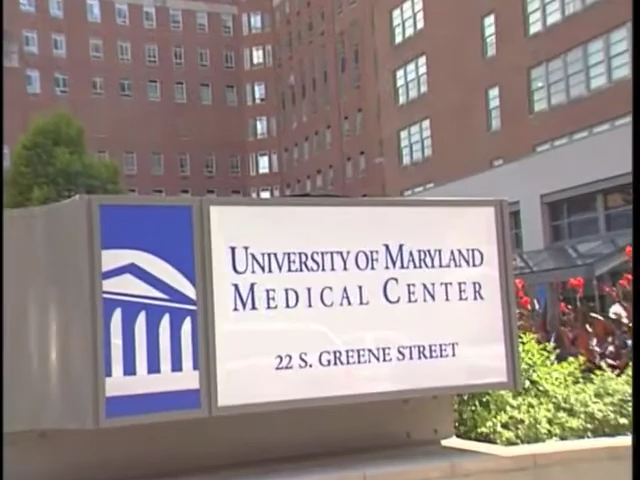 UNIVERSITY OF MARYLAND
MEDICAL CENTER
22 S. GREENE STREET